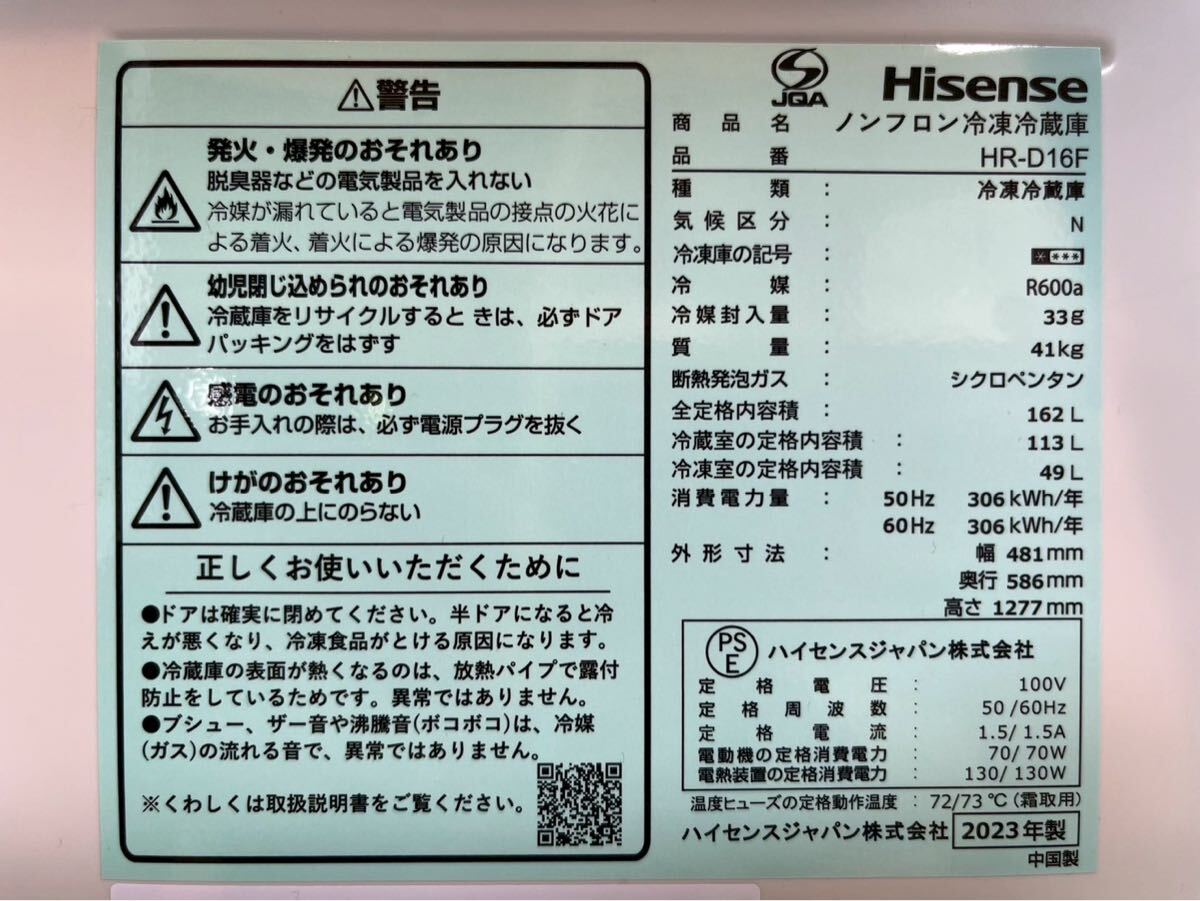 ⚠警告
発火・爆発のおそれあり
脱臭器などの電気製品を入れない
冷媒が漏れていると電気製品の接点の火花に
よる着火、着火による爆発の原因になります。
幼児閉じ込められのおそれあり
冷蔵庫をリサイクルすると きは、必ずドア
パッキングをはずす
感電のおそれあり
お手入れの際は、必ず電源プラグを抜く
けがのおそれあり
冷蔵庫の上にのらない
正しくお使いいただくために
●ドアは確実に閉めてください。半ドアになると冷
えが悪くなり、冷凍食品がとける原因になります。
●冷蔵庫の表面が熱くなるのは、放熱パイプで露付
防止をしているためです。異常ではありません。
●ブシュー、ザー音や沸騰音(ボコボコ)は、冷媒
(ガス)の流れる音で、異常ではありません。
※くわしくは取扱説明書をご覧ください。
JQA Hisense
商品名 ノンフロン冷凍冷蔵庫
品番 HR-D16F
種類 : 冷凍冷蔵庫
気候区分 : N
冷凍庫の記号 : ****
冷媒 : R600a
冷媒封入量 : 33g
質量 : 41kg
断熱発泡ガス : シクロペンタン
全定格内容積 : 162 L
冷蔵室の定格内容積 : 113 L
冷凍室の定格内容積 : 49 L
消費電力量 : 50Hz 306 kWh/年
60Hz 306 kWh/年
外形寸法 : 幅 481mm
奥行 586mm
高さ 1277mm
PSE ハイセンスジャパン株式会社
定格電圧 : 100V
定格周波数 : 50/60Hz
定格電流 : 1.5/1.5A
電動機の定格消費電力 : 70/70W
電熱装置の定格消費電力 : 130/130W
温度ヒューズの定格動作温度 : 72/73℃(霜取用)
ハイセンスジャパン株式会社 2023年製
中国製